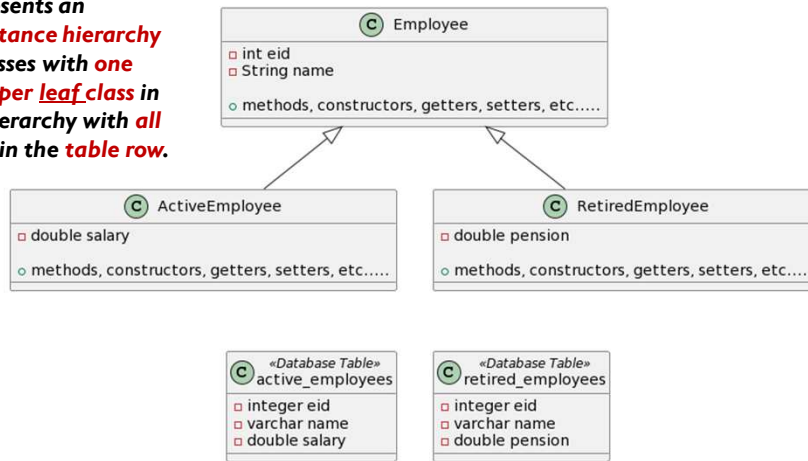 sents an
tance hierarchy
sses with one
per leaf class in
erarchy with all
in the table row.
C Employee
int eid
String name
methods, constructors, getters, setters, etc.....
C ActiveEmployee
double salary
methods, constructors, getters, setters, etc.....
C RetiredEmployee
double pension
methods, constructors, getters, setters, etc....
C «Database Table»
active_employees
integer eid
varchar name
double salary
C «Database Table»
retired_employees
integer eid
varchar name
double pension